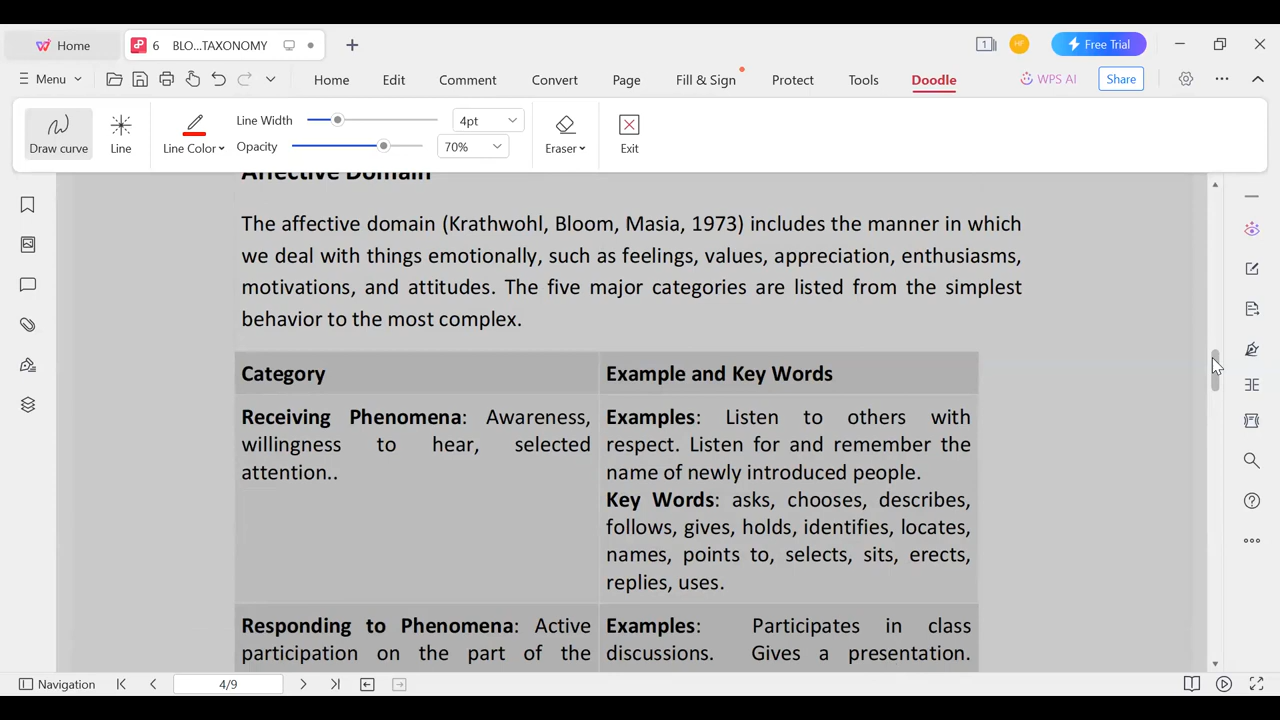 Home
6 BLO...TAXONOMY
1
HF
Free Trial
Menu
Home Edit Comment Convert Page Fill & Sign Protect Tools Doodle
WPS AI
Share
Draw curve
Line
Line Color
Line Width
4pt
Opacity
70%
Eraser
Exit
Affective Domain
The affective domain (Krathwohl, Bloom, Masia, 1973) includes the manner in which
we deal with things emotionally, such as feelings, values, appreciation, enthusiasms,
motivations, and attitudes. The five major categories are listed from the simplest
behavior to the most complex.
Category
Example and Key Words
Receiving Phenomena: Awareness,
willingness to hear, selected
attention..
Examples: Listen to others with
respect. Listen for and remember the
name of newly introduced people.
Key Words: asks, chooses, describes,
follows, gives, holds, identifies, locates,
names, points to, selects, sits, erects,
replies, uses.
Responding to Phenomena: Active
participation on the part of the
Examples: Participates in class
discussions. Gives a presentation.
Navigation
4/9